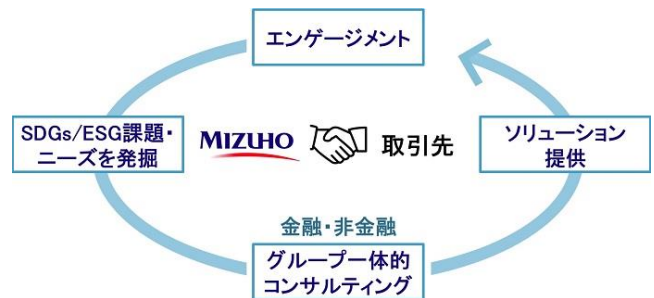 エンゲージメント
SDGs/ESG課題・
ニーズを発掘
MIZUHO
取引先
ソリューション
提供
金融・非金融
グループ一体的
コンサルティング